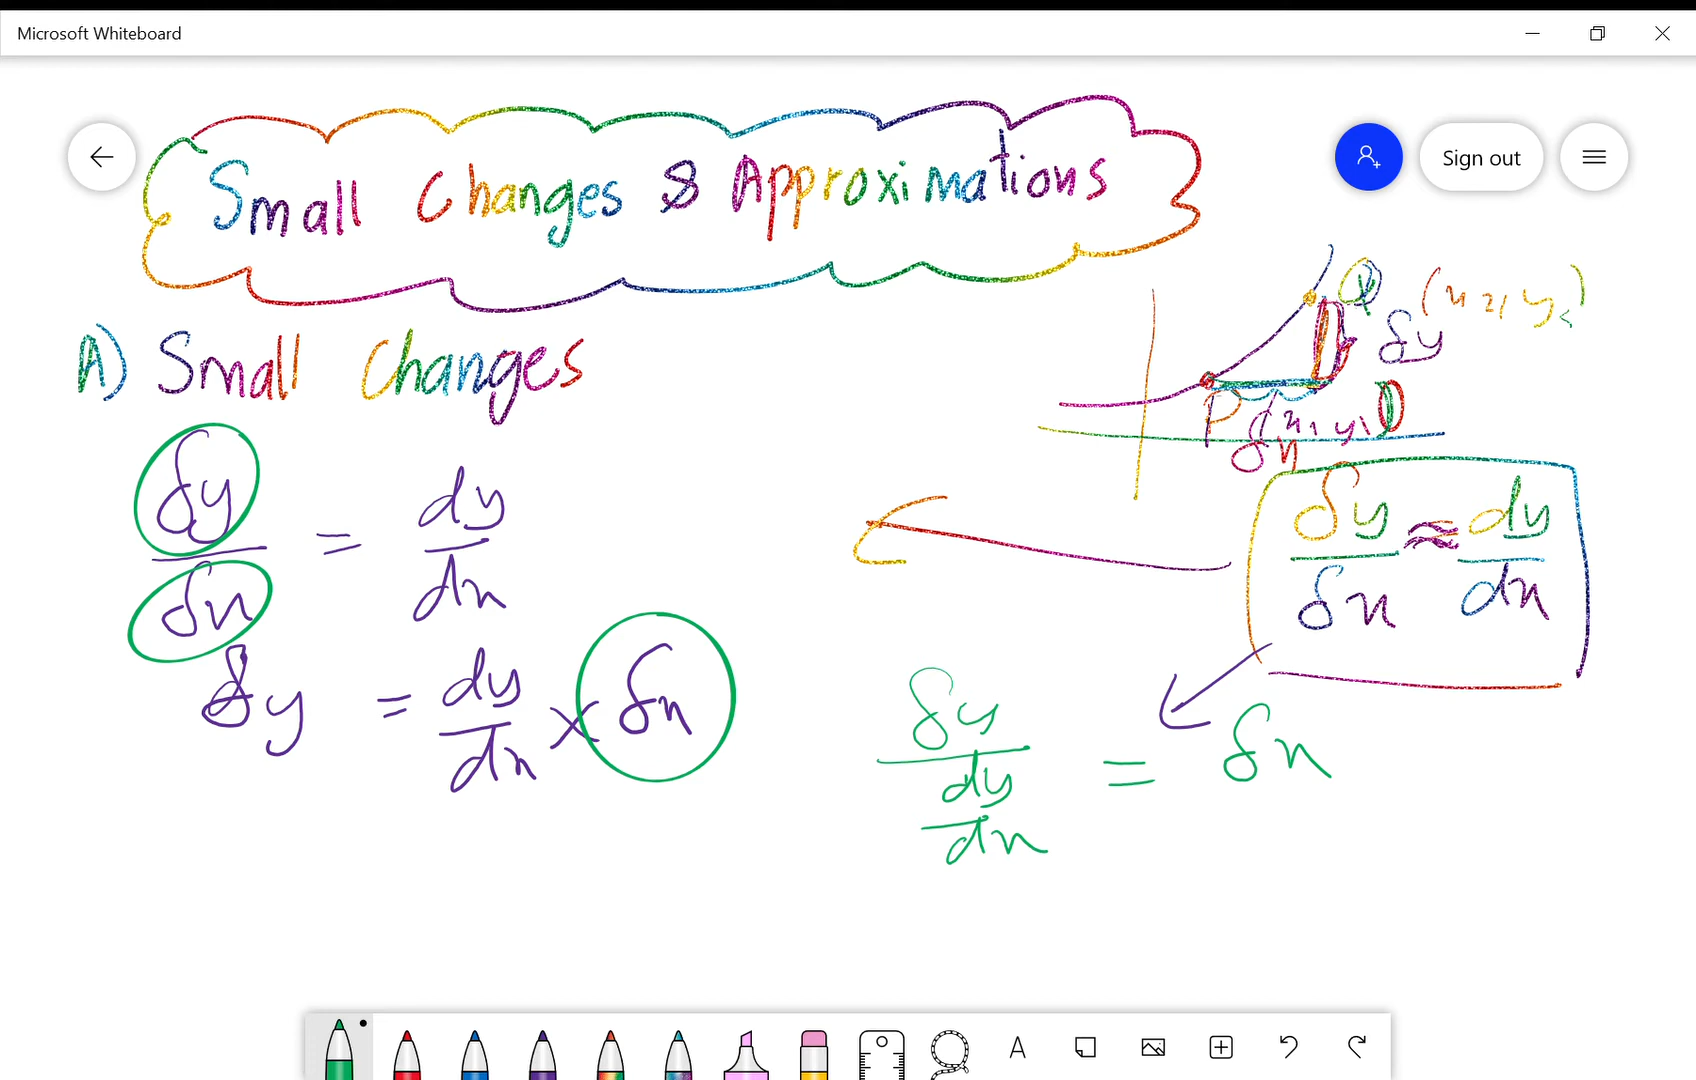 Microsoft Whiteboard
Sign out
Small Changes & Approximations
A) Small Changes
Q (x2, y2)
δy
P (x1, y1)
δx
δy/δx = dy/dx
δy/δx ≈ dy/dx
δy = dy/dx × δx
δy/(dy/dx) = δx
A